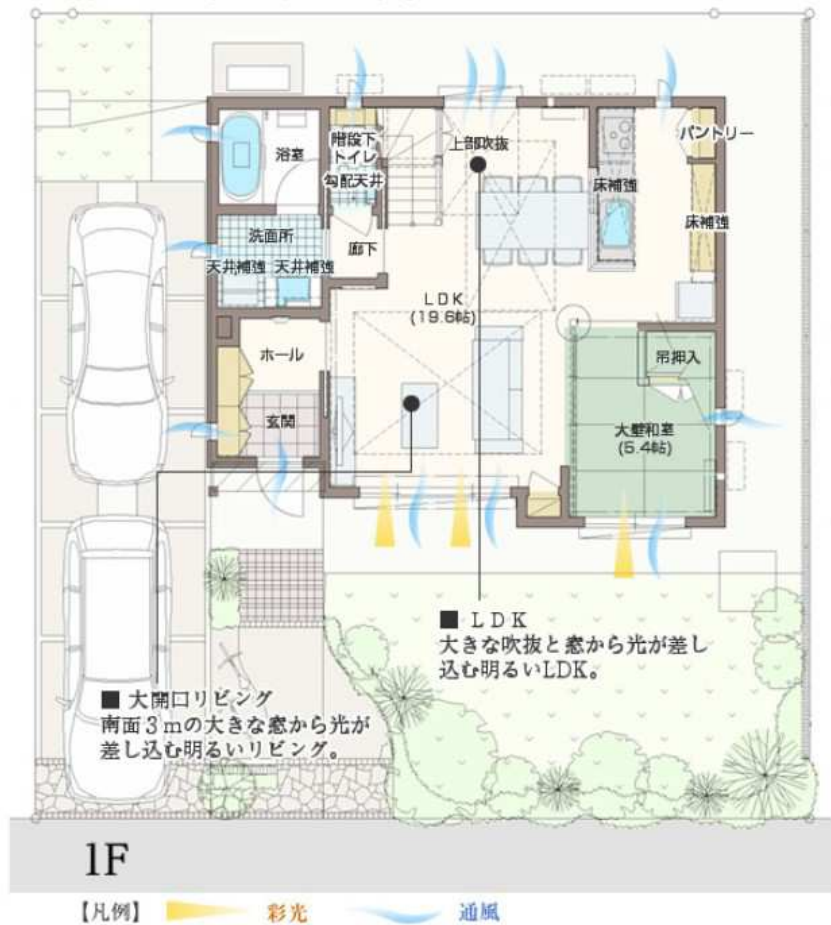 浴室
階段下
トイレ
勾配天井
上部吹抜
パントリー
床補強
床補強
洗面所
天井補強 天井補強
廊下
LDK
(19.6帖)
ホール
玄関
吊押入
大壁和室
(5.4帖)
■ LDK
大きな吹抜と窓から光が差し
込む明るいLDK。
■ 大開口リビング
南面3mの大きな窓から光が
差し込む明るいリビング。
1F
【凡例】 彩光 通風